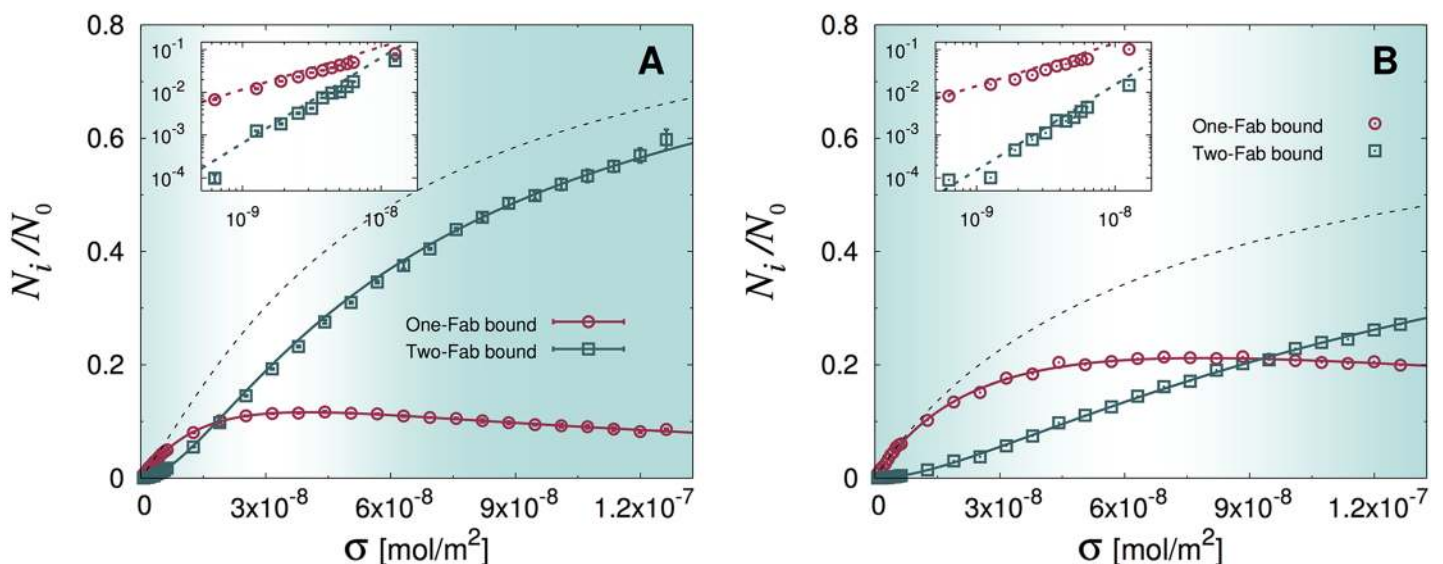 0.8
0.6
0.4
0.2
0
N_i/N_0
A
10^-1
10^-2
10^-3
10^-4
10^-9
10^-8
One-Fab bound
Two-Fab bound
0
3x10^-8
6x10^-8
9x10^-8
1.2x10^-7
σ [mol/m^2]
0.8
0.6
0.4
0.2
0
N_i/N_0
B
10^-1
10^-2
10^-3
10^-4
10^-9
10^-8
One-Fab bound
Two-Fab bound
0
3x10^-8
6x10^-8
9x10^-8
1.2x10^-7
σ [mol/m^2]